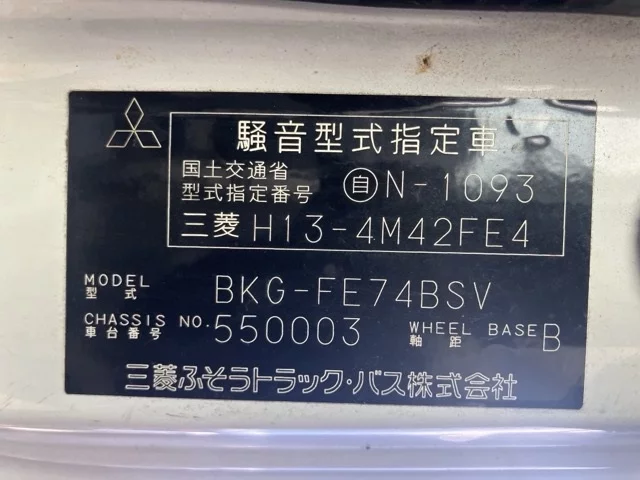 騒音型式指定車
国土交通省
型式指定番号 自N-1093
三菱 H13-4M42FE4
MODEL
型式 BKG-FE74BSV
CHASSIS NO. 550003 WHEEL BASE B
車台番号 軸距
三菱ふそうトラック・バス株式会社